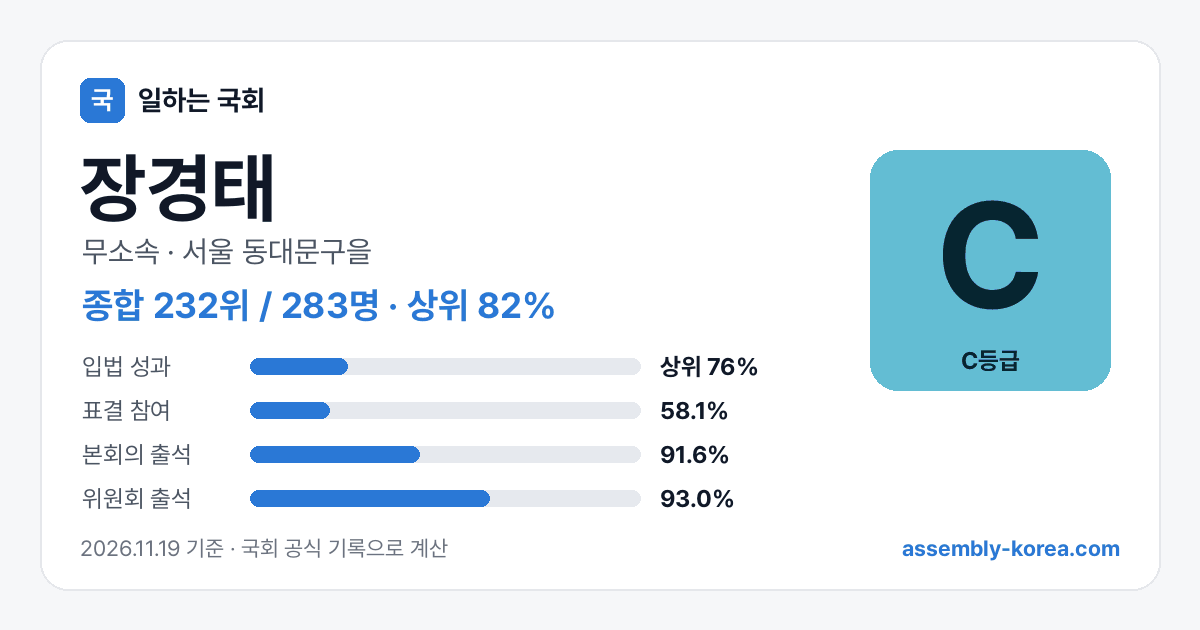 국 일하는 국회
장경태
무소속 · 서울 동대문구을
종합 232위 / 283명 · 상위 82%
C
C등급
입법 성과 상위 76%
표결 참여 58.1%
본회의 출석 91.6%
위원회 출석 93.0%
2026.11.19 기준 · 국회 공식 기록으로 계산
assembly-korea.com